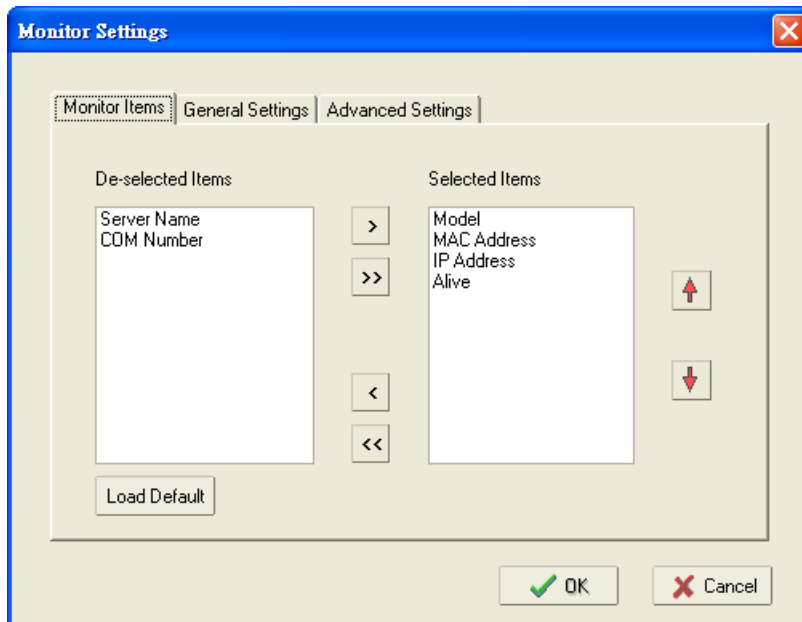 Monitor Settings
Monitor Items General Settings Advanced Settings
De-selected Items
Server Name
COM Number
>
>>
<
<<
Selected Items
Model
MAC Address
IP Address
Alive
Load Default
OK Cancel